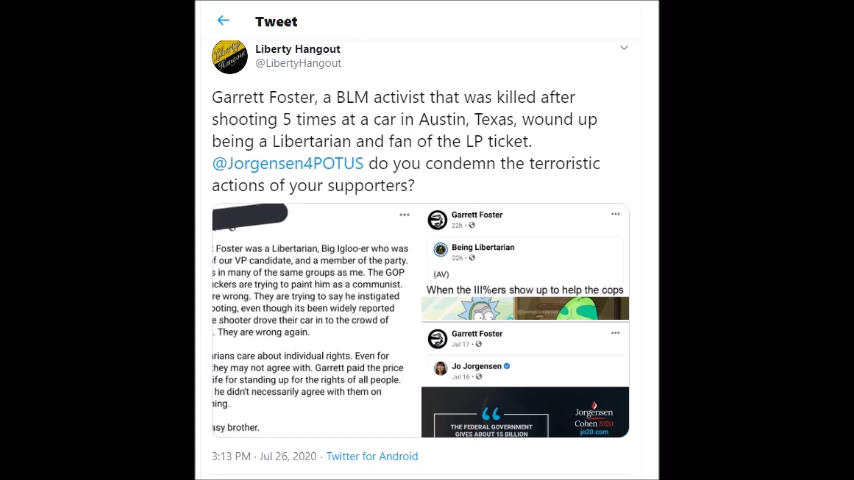 Tweet
Liberty Hangout
@LibertyHangout
Garrett Foster, a BLM activist that was killed after
shooting 5 times at a car in Austin, Texas, wound up
being a Libertarian and fan of the LP ticket.
@Jorgensen4POTUS do you condemn the terroristic
actions of your supporters?
Foster was a Libertarian, Big Igloo-er who was
f our VP candidate, and a member of the party.
s in many of the same groups as me. The GOP
ckers are trying to paint him as a communist.
re wrong. They are trying to say he instigated
ooting, even though its been widely reported
e shooter drove their car in to the crowd of
. They are wrong again.
rians care about individual rights. Even for
they may not agree with. Garrett paid the price
ife for standing up for the rights of all people.
he didn't necessarily agree with them on
ning.
asy brother.
Garrett Foster
22h
Being Libertarian
22h
(AV)
When the III%ers show up to help the cops
Garrett Foster
Jul 17
Jo Jorgensen
Jul 16
THE FEDERAL GOVERNMENT
GIVES ABOUT 15 BILLION
Jorgensen
Cohen 2020
jo20.com
3:13 PM · Jul 26, 2020 · Twitter for Android